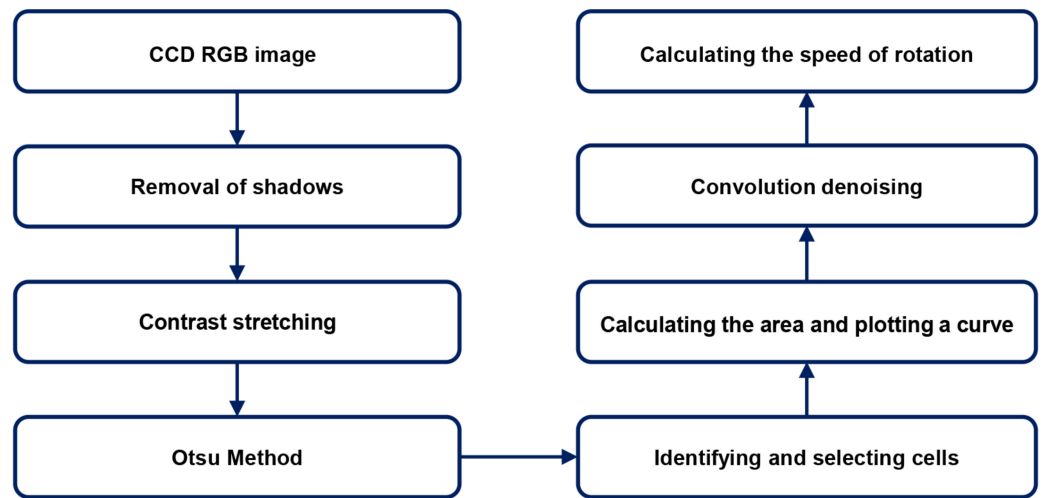 CCD RGB image
Removal of shadows
Contrast stretching
Otsu Method
Identifying and selecting cells
Calculating the area and plotting a curve
Convolution denoising
Calculating the speed of rotation